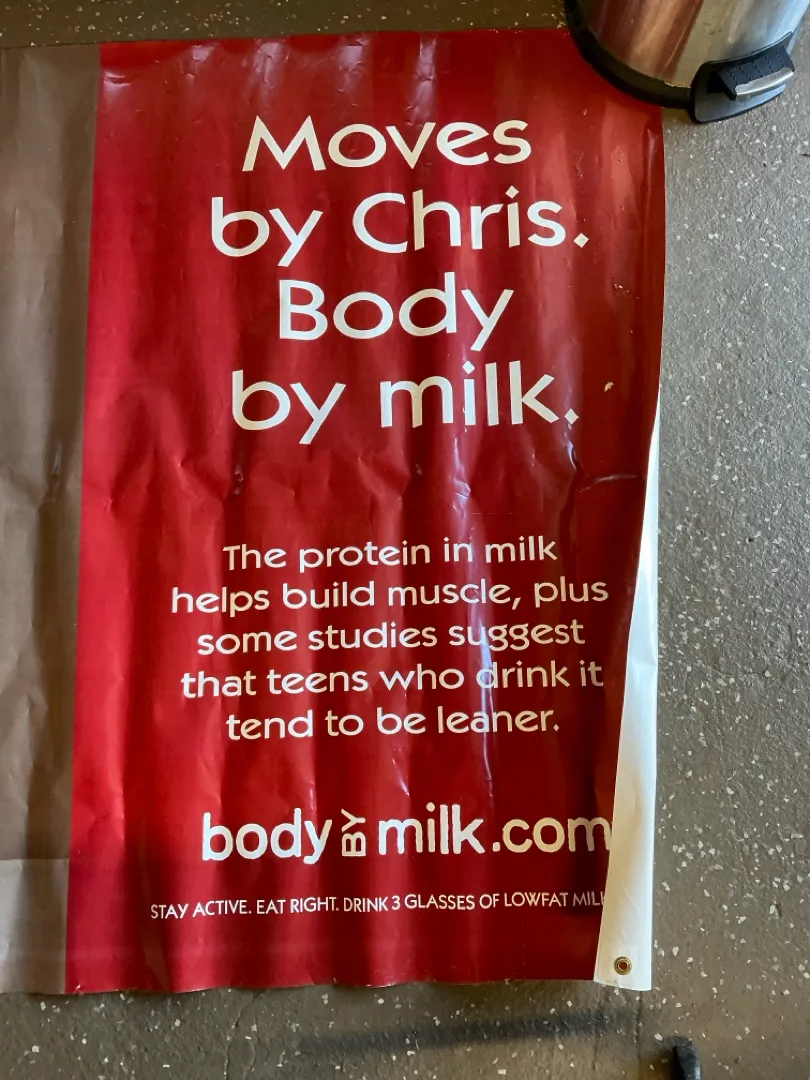 Moves
by Chris.
Body
by milk.
The protein in milk
helps build muscle, plus
some studies suggest
that teens who drink it
tend to be leaner.
body BY milk.com
STAY ACTIVE. EAT RIGHT. DRINK 3 GLASSES OF LOWFAT MILK